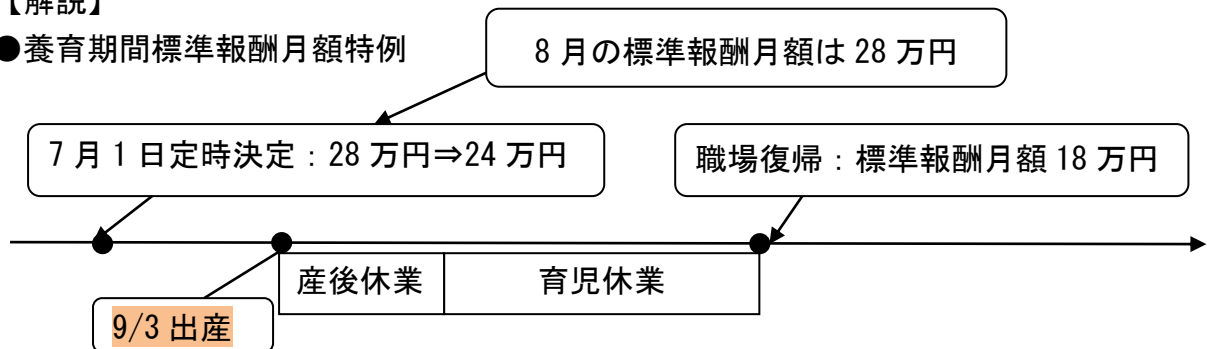 【解説】
●養育期間標準報酬月額特例
8 月の標準報酬月額は 28 万円
7 月 1 日定時決定：28 万円⇒24 万円
職場復帰：標準報酬月額 18 万円
産後休業
育児休業
9/3 出産